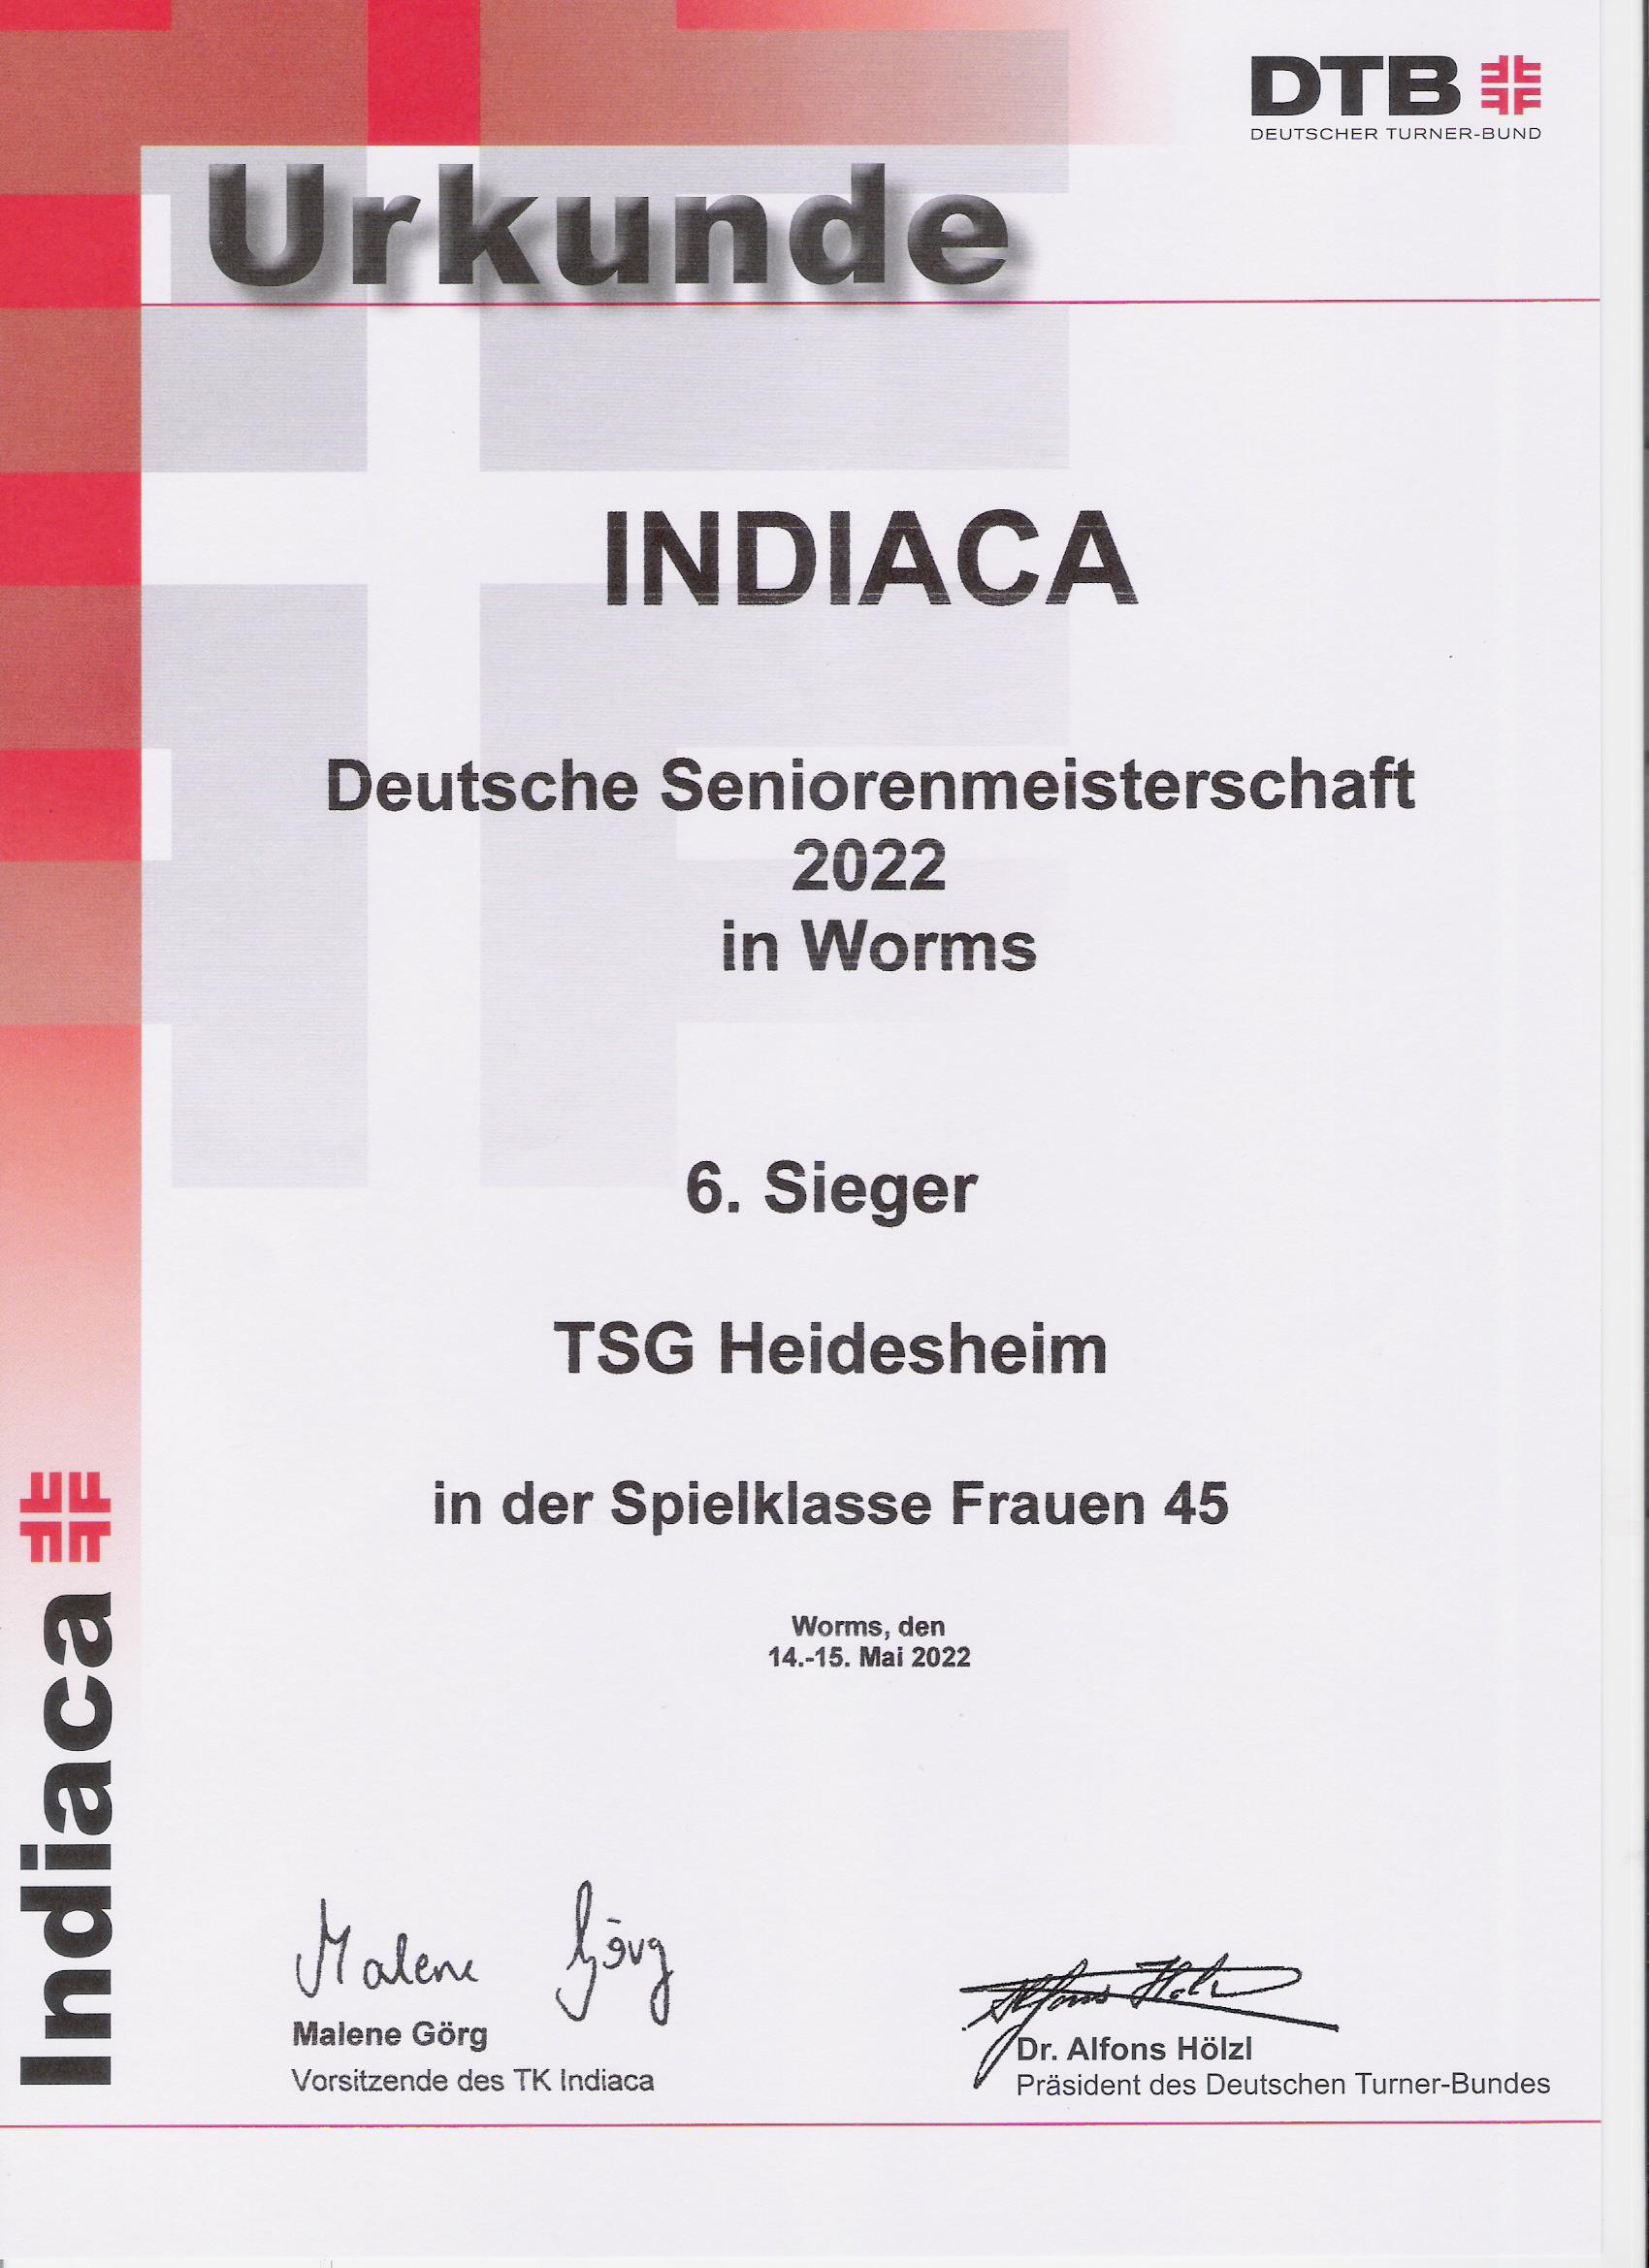 DTB
DEUTSCHER TURNER-BUND
Urkunde
INDIACA
Deutsche Seniorenmeisterschaft
2022
in Worms
6. Sieger
TSG Heidesheim
in der Spielklasse Frauen 45
Worms, den
14.-15. Mai 2022
Indiaca
Malene Görg
Malene Görg
Vorsitzende des TK Indiaca
Alfons Hölzl
Dr. Alfons Hölzl
Präsident des Deutschen Turner-Bundes